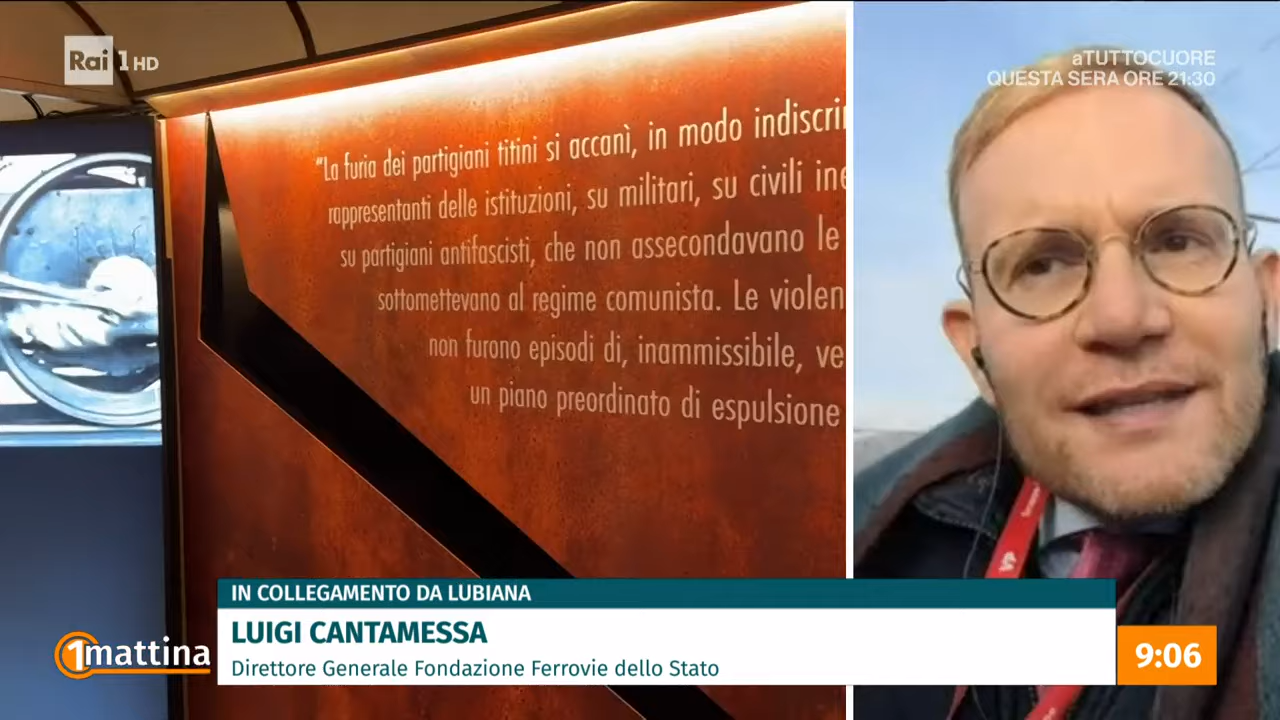 Rai 1 HD
aTUTTOCUORE
QUESTA SERA ORE 21:30
“La furia dei partigiani titini si accanì, in modo
rappresentanti delle istituzioni, su militari, su civili
su partigiani antifascisti, che non assecondavano le
sottomettevano al regime comunista. Le
non furono episodi di, inammissibile,
un piano preordinato di espulsione
IN COLLEGAMENTO DA LUBIANA
LUIGI CANTAMESSA
Direttore Generale Fondazione Ferrovie dello Stato
1mattina
9:06